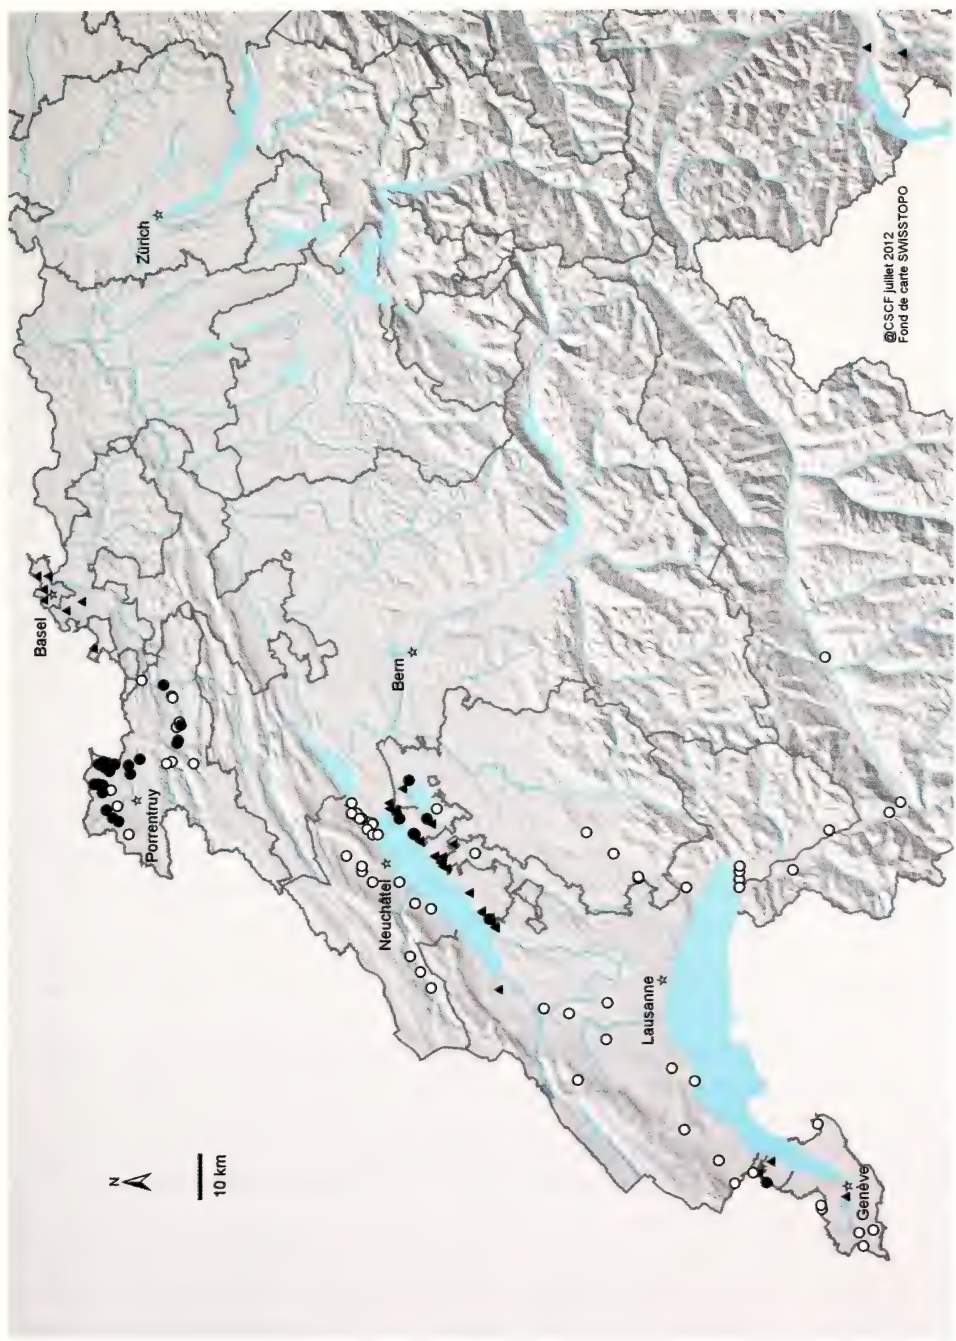 Basel
Porrentruy
Zürich
Bern
Neuchâtel
Lausanne
Genève
N
10 km
@CSCF juillet 2012
Fond de carte SWISSTOPO